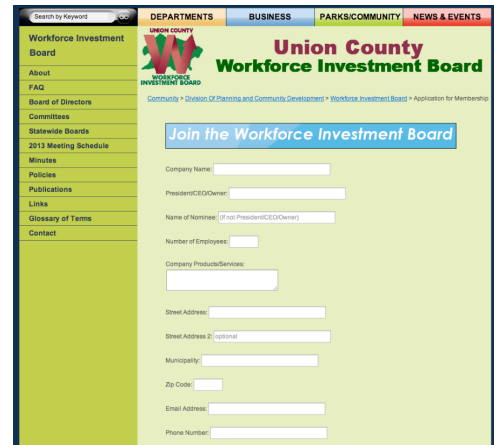 Search by Keyword GO
DEPARTMENTS BUSINESS PARKS/COMMUNITY NEWS & EVENTS
Workforce Investment
Board
About
FAQ
Board of Directors
Committees
Statewide Boards
2013 Meeting Schedule
Minutes
Policies
Publications
Links
Glossary of Terms
Contact
UNION COUNTY
WORKFORCE
INVESTMENT BOARD
Union County
Workforce Investment Board
Community > Division Of Planning and Community Development > Workforce Investment Board > Application for Membership
Join the Workforce Investment Board
Company Name:
President/CEO/Owner:
Name of Nominee: (If not President/CEO/Owner)
Number of Employees:
Company Products/Services:
Street Address:
Street Address 2: optional
Municipality:
Zip Code:
Email Address:
Phone Number: